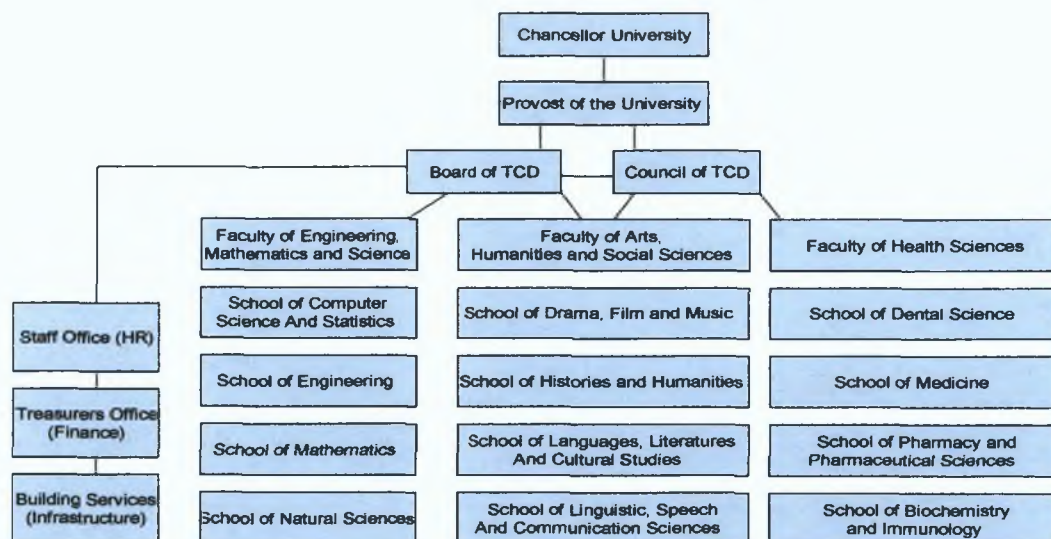 Chancellor University
Provost of the University
Board of TCD
Council of TCD
Faculty of Engineering,
Mathematics and Science
Faculty of Arts,
Humanities and Social Sciences
Faculty of Health Sciences
Staff Office (HR)
School of Computer
Science And Statistics
School of Drama, Film and Music
School of Dental Science
School of Engineering
School of Histories and Humanities
School of Medicine
Treasurers Office
(Finance)
School of Mathematics
School of Languages, Literatures
And Cultural Studies
School of Pharmacy and
Pharmaceutical Sciences
Building Services
(Infrastructure)
School of Natural Sciences
School of Linguistic, Speech
And Communication Sciences
School of Biochemistry
and Immunology